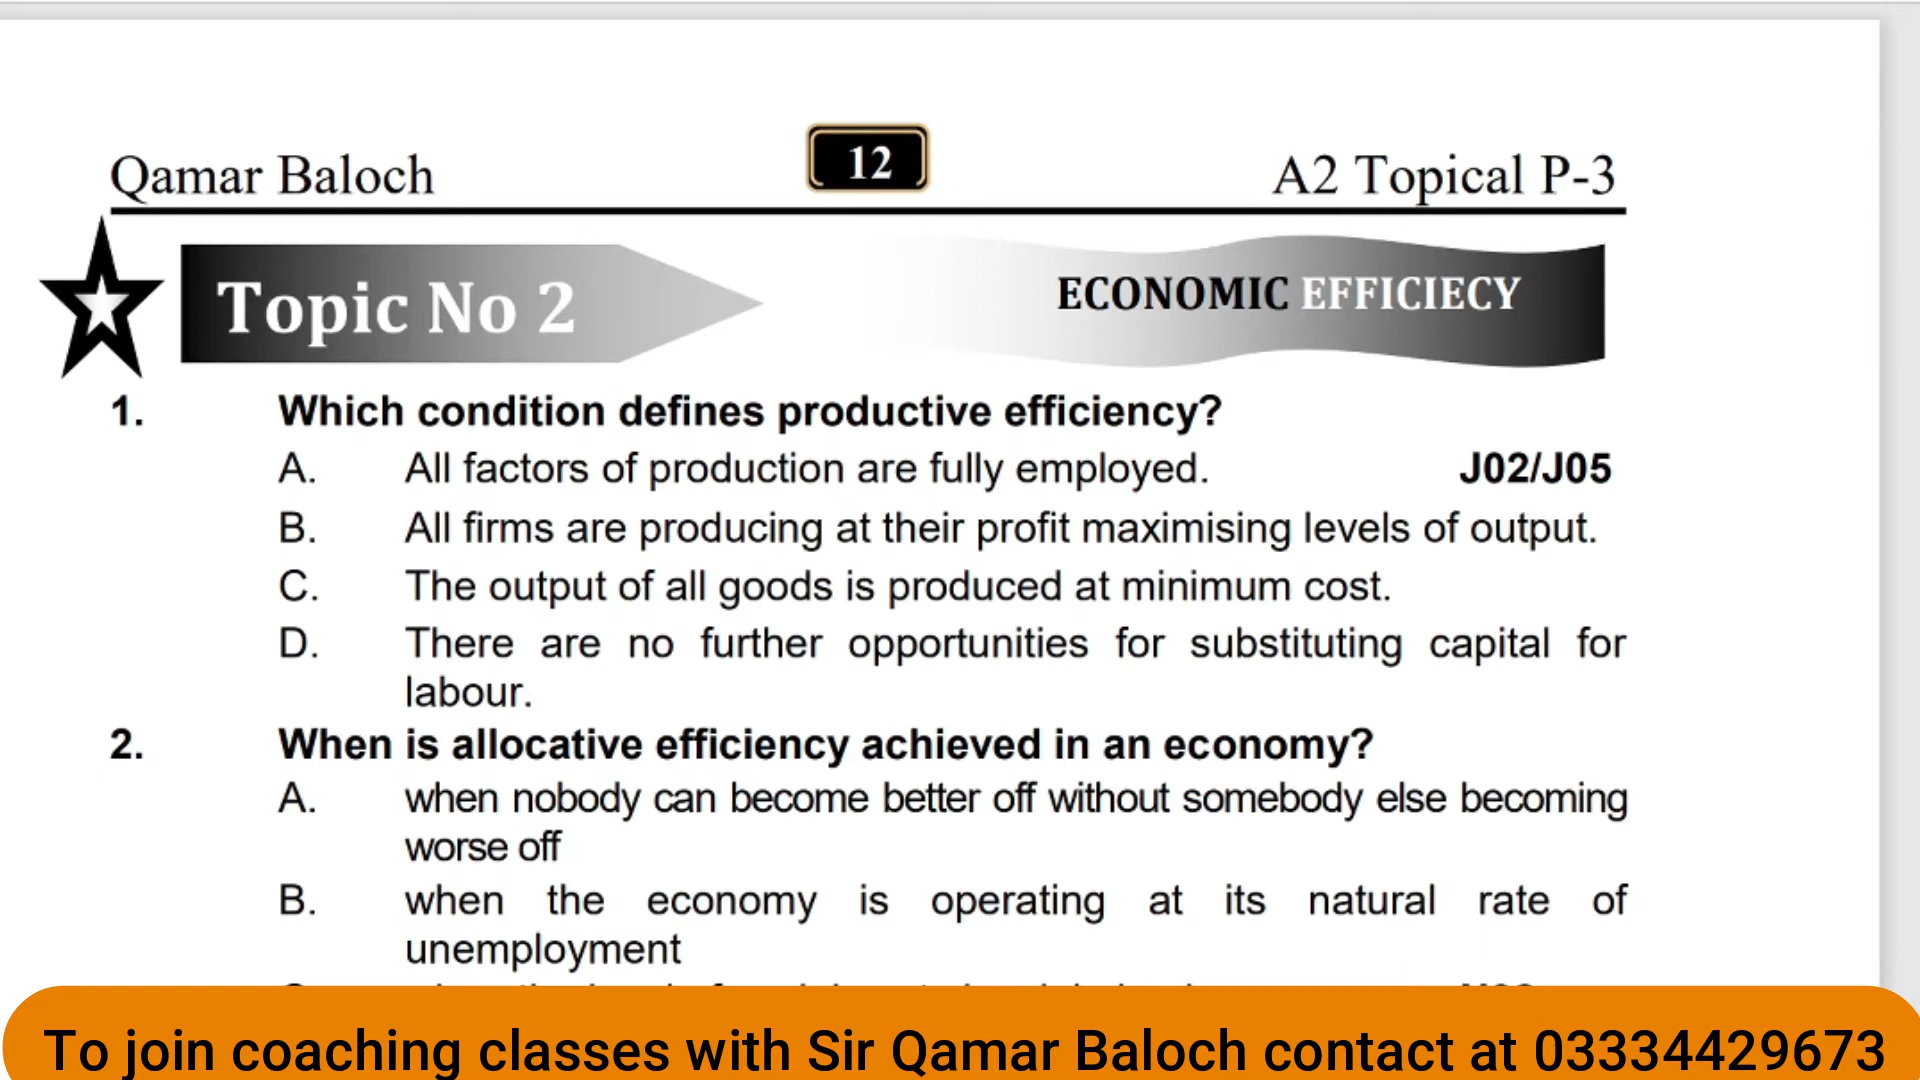 Qamar Baloch 12 A2 Topical P-3
Topic No 2 ECONOMIC EFFICIECY
1. Which condition defines productive efficiency?
A. All factors of production are fully employed. J02/J05
B. All firms are producing at their profit maximising levels of output.
C. The output of all goods is produced at minimum cost.
D. There are no further opportunities for substituting capital for
labour.
2. When is allocative efficiency achieved in an economy?
A. when nobody can become better off without somebody else becoming
worse off
B. when the economy is operating at its natural rate of
unemployment
To join coaching classes with Sir Qamar Baloch contact at 03334429673